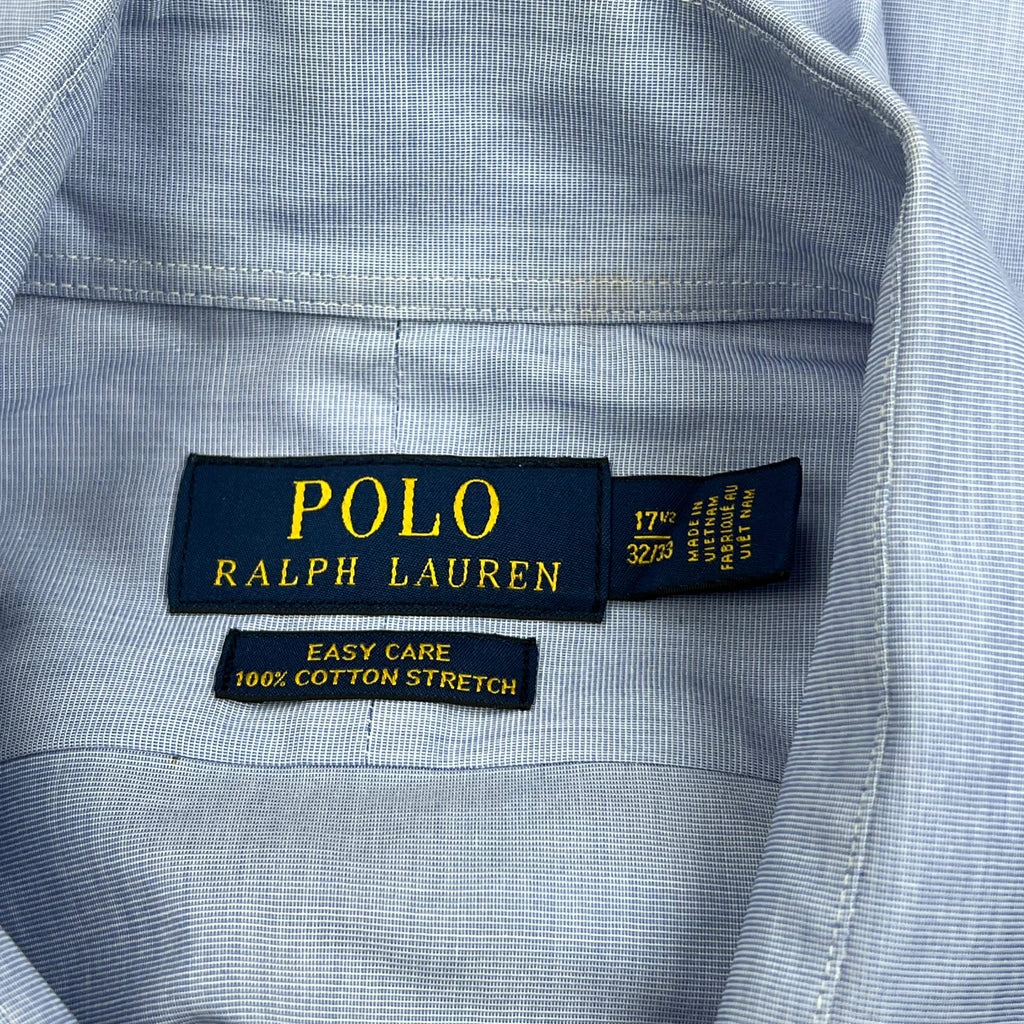 POLO
RALPH LAUREN
17 1/2
32/33
MADE IN
VIETNAM
FABRIQUÉ AU
VIÊT NAM
EASY CARE
100% COTTON STRETCH